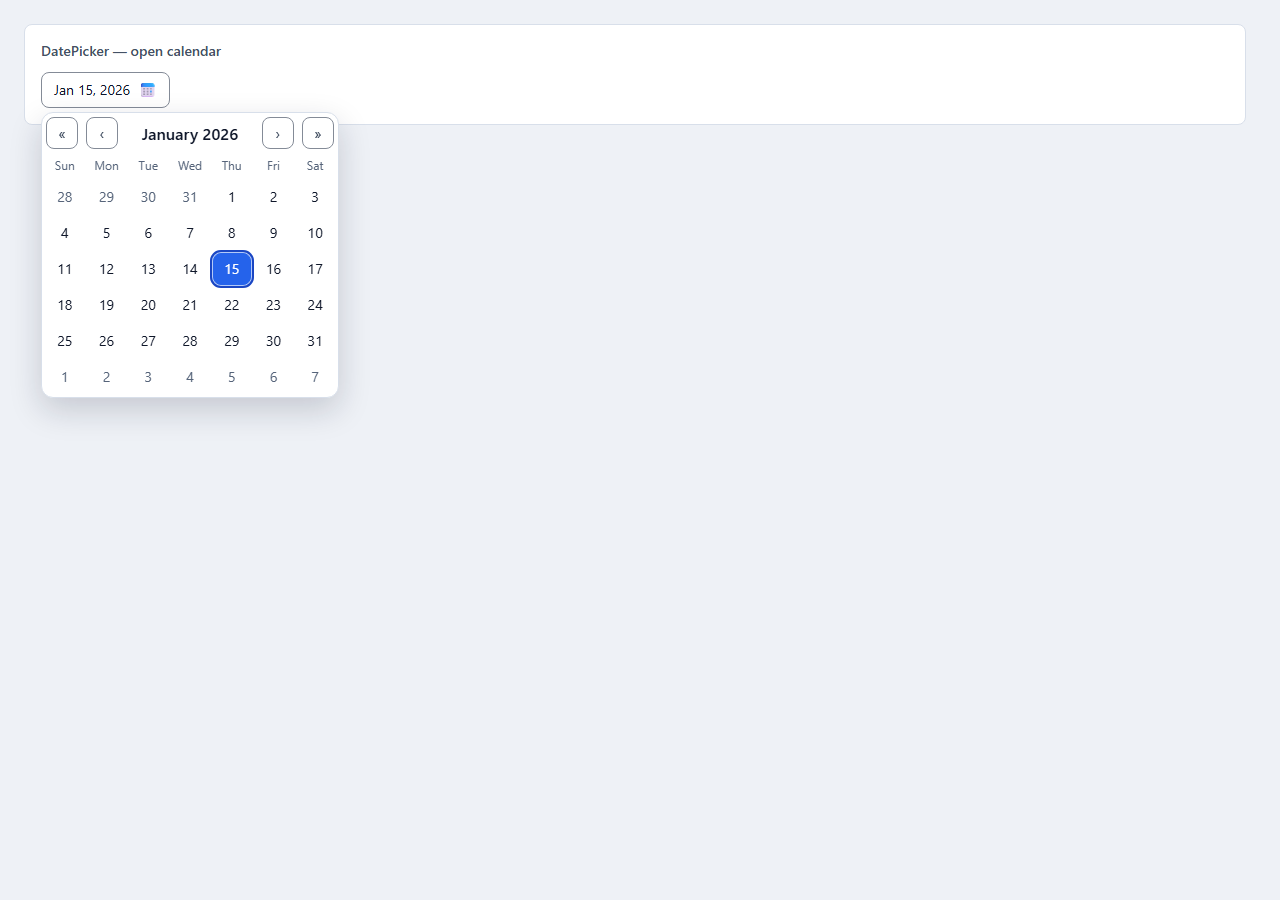 DatePicker — open calendar
Jan 15, 2026
« ‹ January 2026 › »
Sun Mon Tue Wed Thu Fri Sat
28 29 30 31 1 2 3
4 5 6 7 8 9 10
11 12 13 14 15 16 17
18 19 20 21 22 23 24
25 26 27 28 29 30 31
1 2 3 4 5 6 7